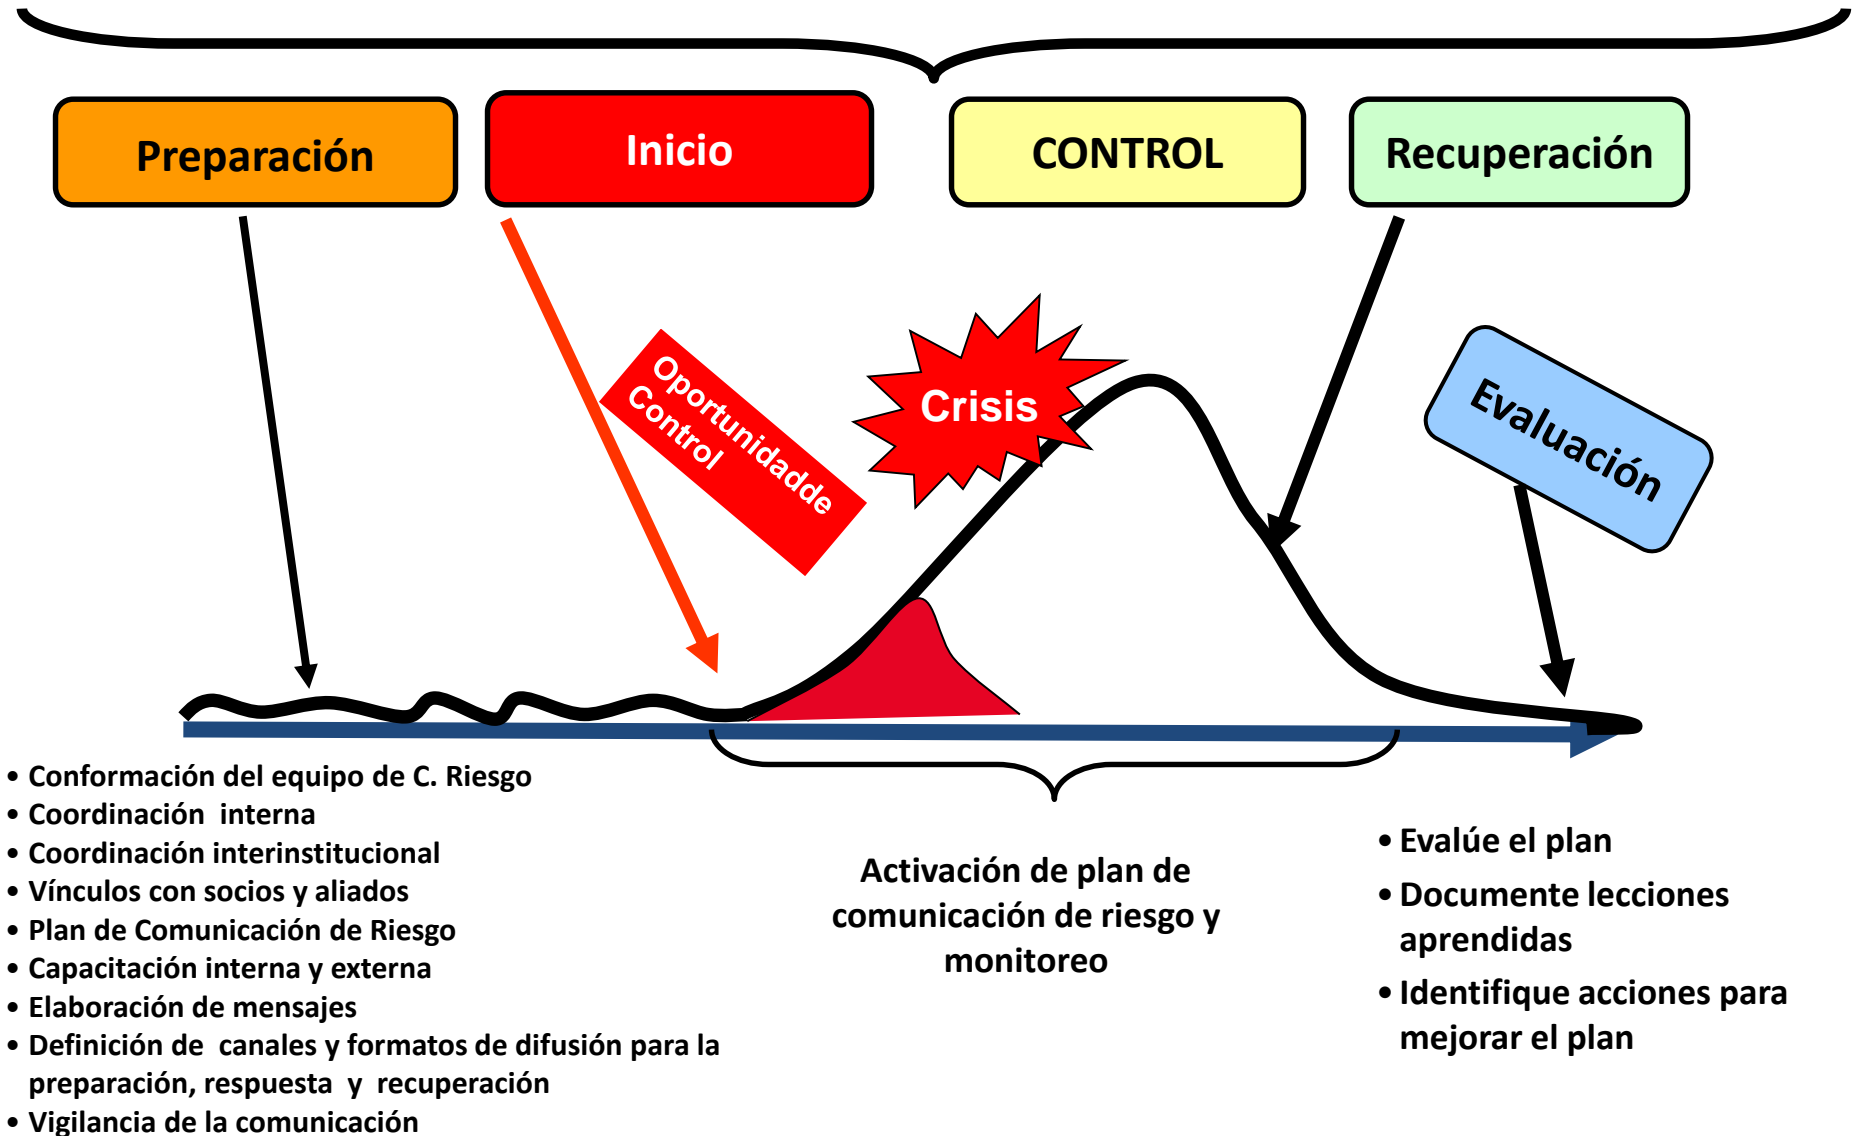 Preparación
Inicio
CONTROL
Recuperación
Oportunidadde
Control
Crisis
Evaluación
• Conformación del equipo de C. Riesgo
• Coordinación interna
• Coordinación interinstitucional
• Vínculos con socios y aliados
• Plan de Comunicación de Riesgo
• Capacitación interna y externa
• Elaboración de mensajes
• Definición de canales y formatos de difusión para la
preparación, respuesta y recuperación
• Vigilancia de la comunicación
Activación de plan de
comunicación de riesgo y
monitoreo
• Evalúe el plan
• Documente lecciones
aprendidas
• Identifique acciones para
mejorar el plan